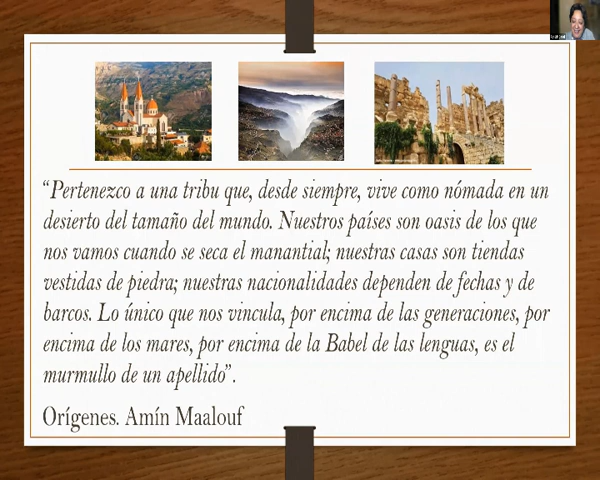 “Pertenezco a una tribu que, desde siempre, vive como nómada en un
desierto del tamaño del mundo. Nuestros países son oasis de los que
nos vamos cuando se seca el manantial; nuestras casas son tiendas
vestidas de piedra; nuestras nacionalidades dependen de fechas y de
barcos. Lo único que nos vincula, por encima de las generaciones, por
encima de los mares, por encima de la Babel de las lenguas, es el
murmullo de un apellido”.
Orígenes. Amín Maalouf